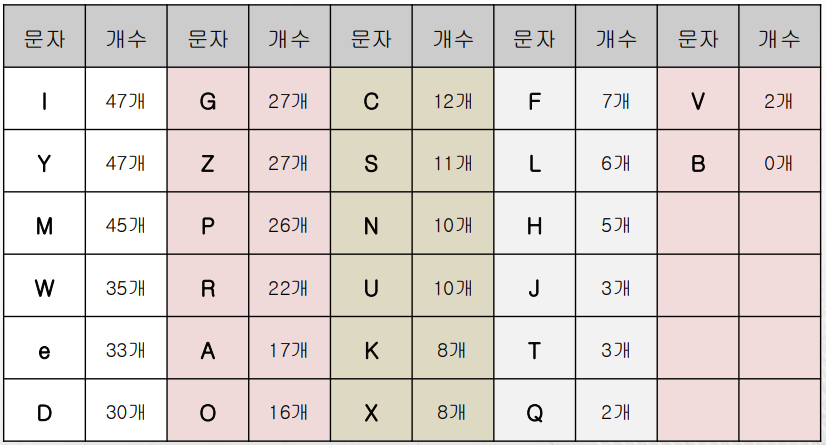 문자 개수 문자 개수 문자 개수 문자 개수 문자 개수
I 47개 G 27개 C 12개 F 7개 V 2개
Y 47개 Z 27개 S 11개 L 6개 B 0개
M 45개 P 26개 N 10개 H 5개
W 35개 R 22개 U 10개 J 3개
e 33개 A 17개 K 8개 T 3개
D 30개 O 16개 X 8개 Q 2개